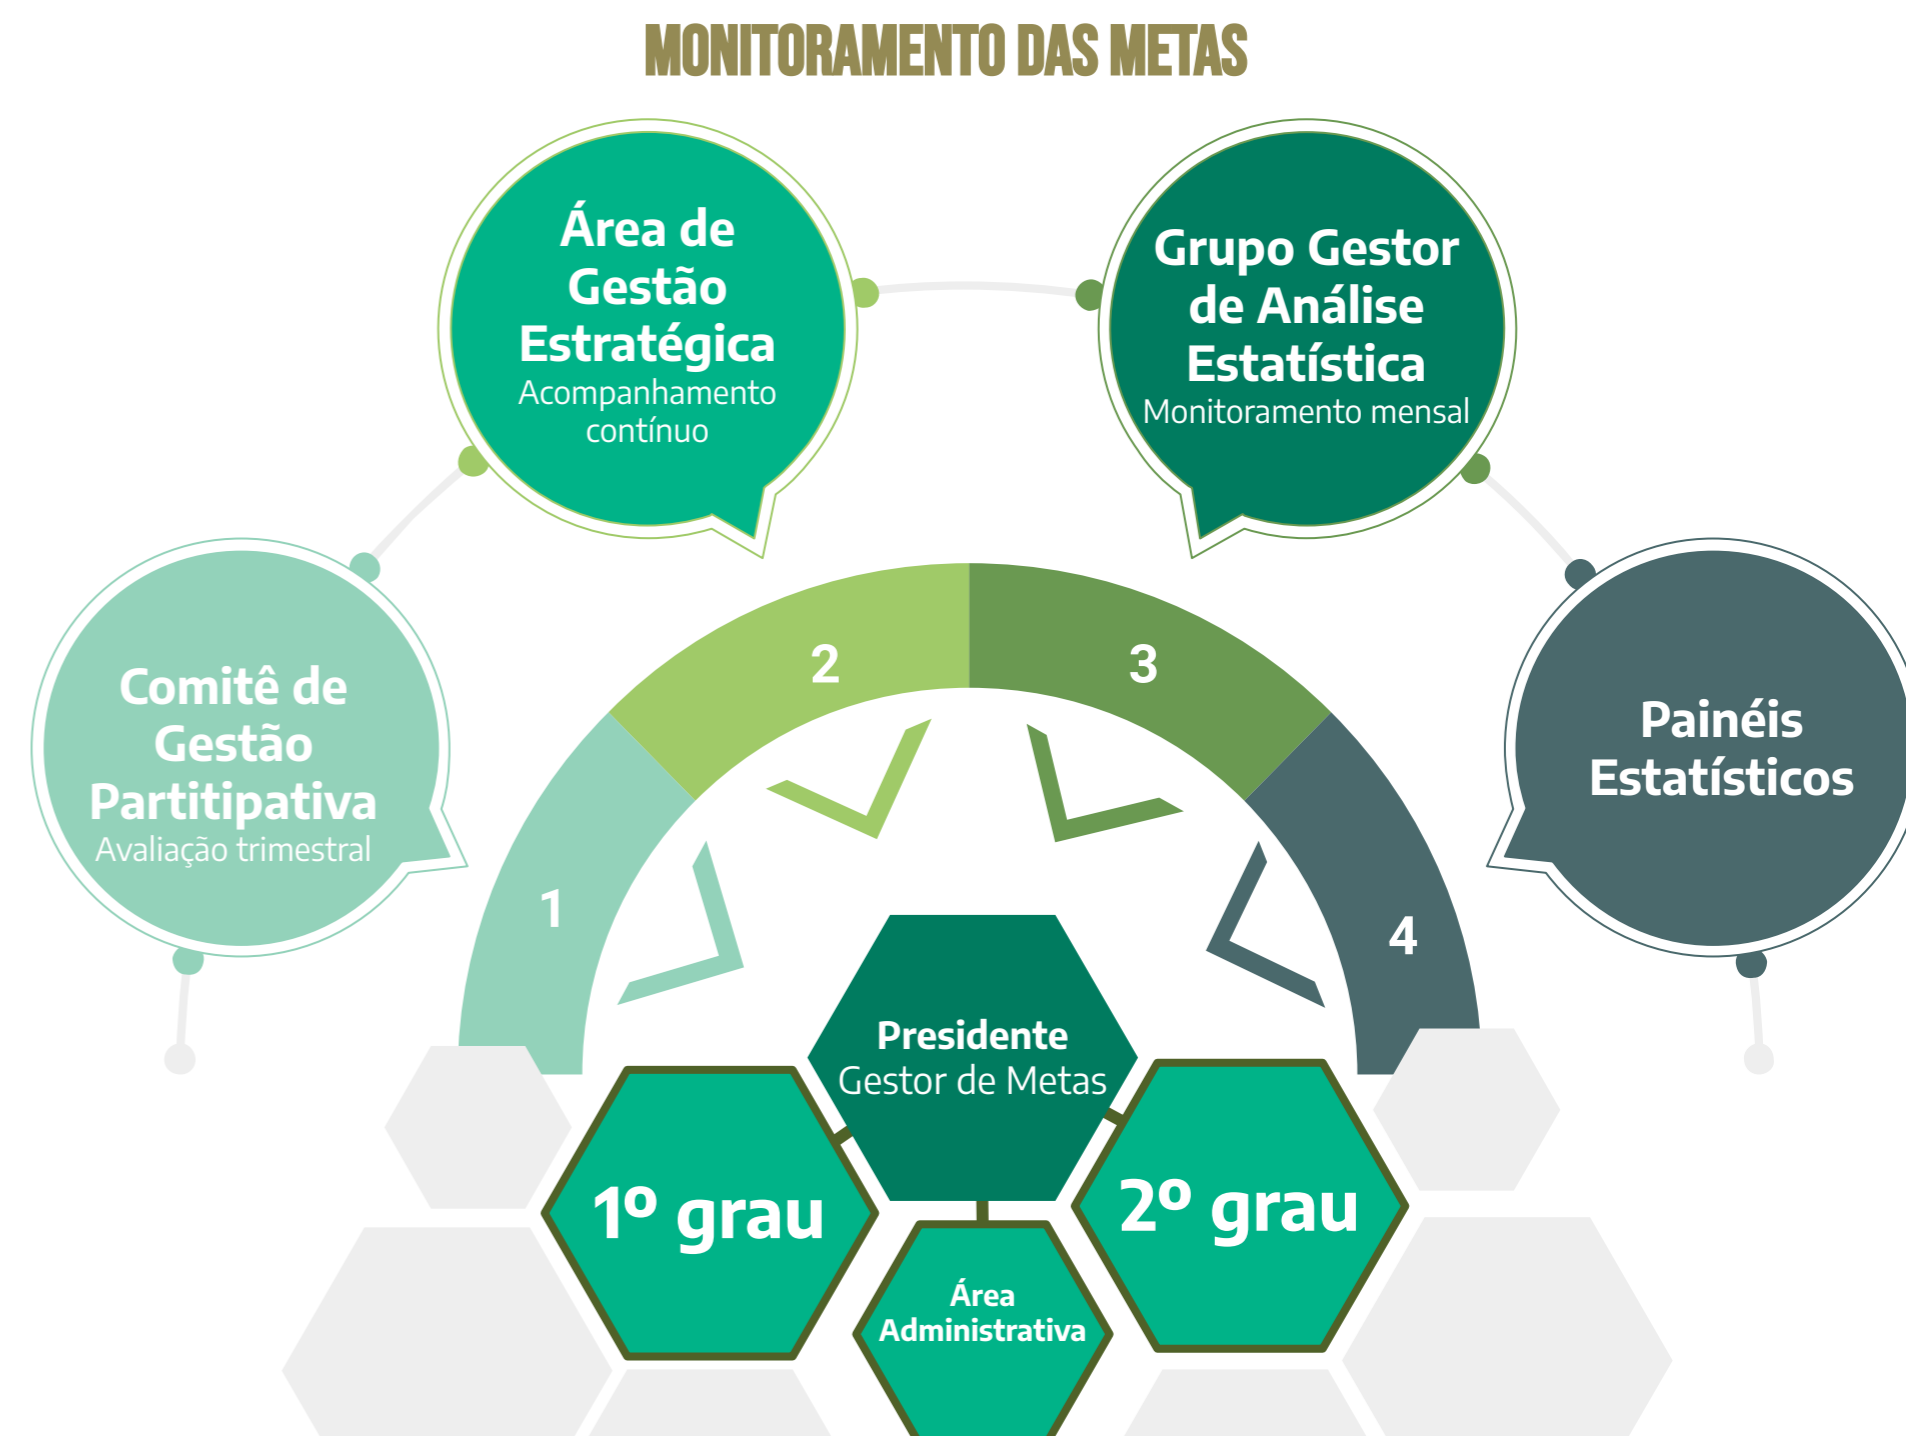 MONITORAMENTO DAS METAS
Área de
Gestão
Estratégica
Acompanhamento
contínuo
Grupo Gestor
de Análise
Estatística
Monitoramento mensal
Comitê de
Gestão
Partitipativa
Avaliação trimestral
Painéis
Estatísticos
1
2
3
4
Presidente
Gestor de Metas
1º grau
2º grau
Área
Administrativa